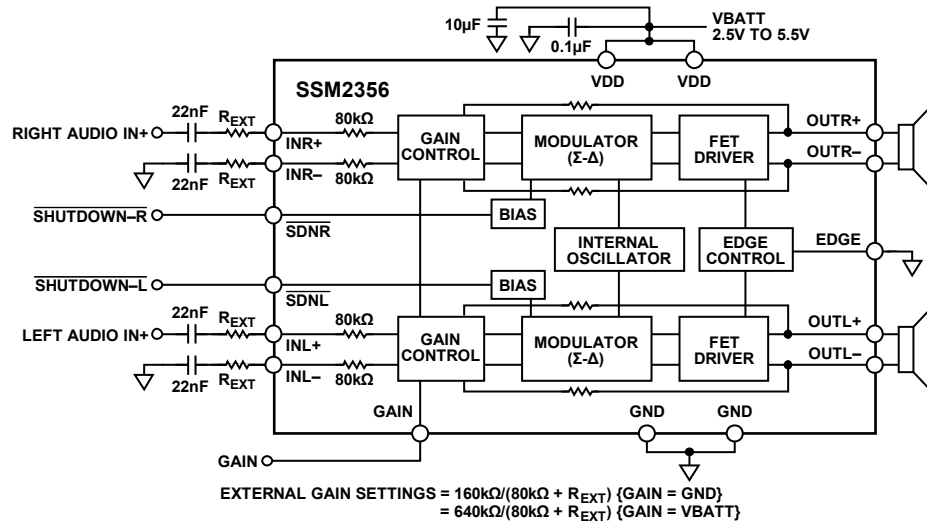 10µF
0.1µF
VBATT
2.5V TO 5.5V
VDD
VDD
SSM2356
22nF
REXT
80kΩ
RIGHT AUDIO IN+
INR+
GAIN
CONTROL
MODULATOR
(Σ-Δ)
FET
DRIVER
OUTR+
OUTR–
INR–
22nF
REXT
80kΩ
SHUTDOWN–R
SDNR
BIAS
INTERNAL
OSCILLATOR
EDGE
CONTROL
EDGE
SHUTDOWN–L
SDNL
BIAS
22nF
REXT
80kΩ
LEFT AUDIO IN+
INL+
GAIN
CONTROL
MODULATOR
(Σ-Δ)
FET
DRIVER
OUTL+
OUTL–
INL–
22nF
REXT
80kΩ
GAIN
GND
GND
GAIN
EXTERNAL GAIN SETTINGS = 160kΩ/(80kΩ + REXT) {GAIN = GND}
= 640kΩ/(80kΩ + REXT) {GAIN = VBATT}